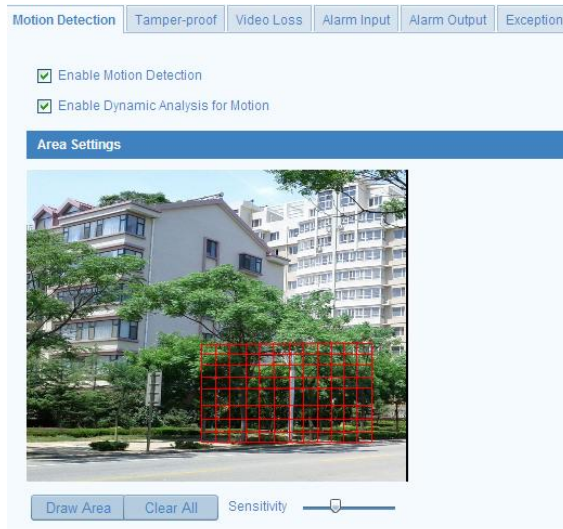 Motion Detection Tamper-proof Video Loss Alarm Input Alarm Output Exception
Enable Motion Detection
Enable Dynamic Analysis for Motion
Area Settings
Draw Area Clear All Sensitivity